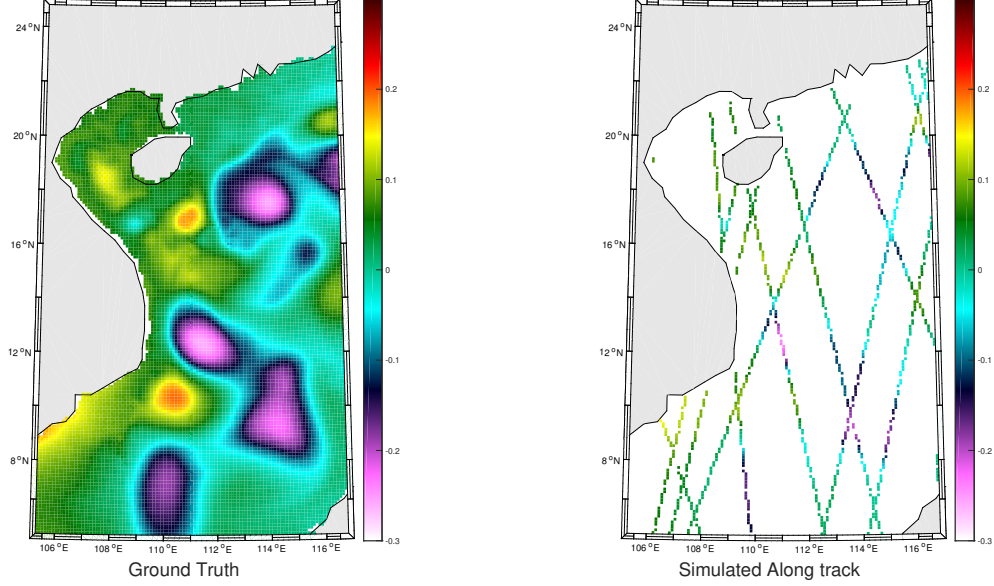 24°N
20°N
16°N
12°N
8°N
106°E
108°E
110°E
112°E
114°E
116°E
0.2
0.1
0
-0.1
-0.2
-0.3
Ground Truth
24°N
20°N
16°N
12°N
8°N
106°E
108°E
110°E
112°E
114°E
116°E
0.2
0.1
0
-0.1
-0.2
-0.3
Simulated Along track